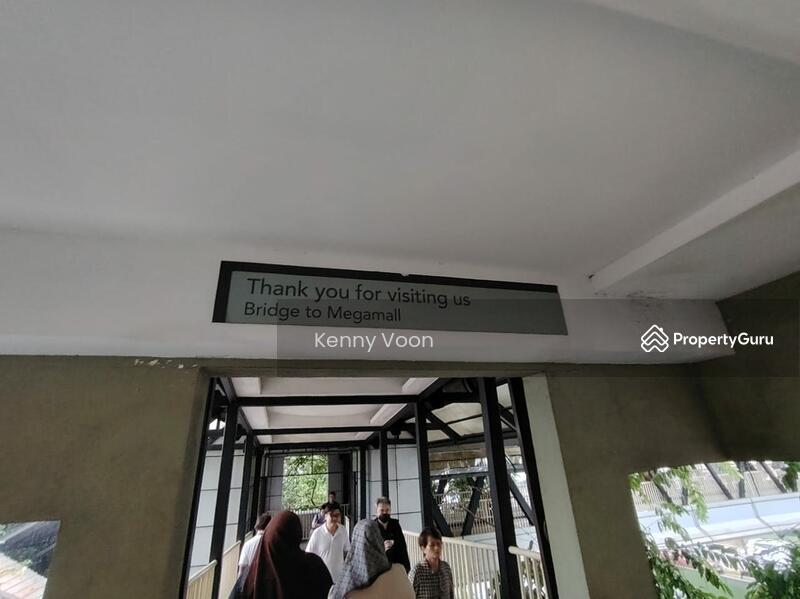 Thank you for visiting us
Bridge to Megamall
Kenny Voon
PropertyGuru